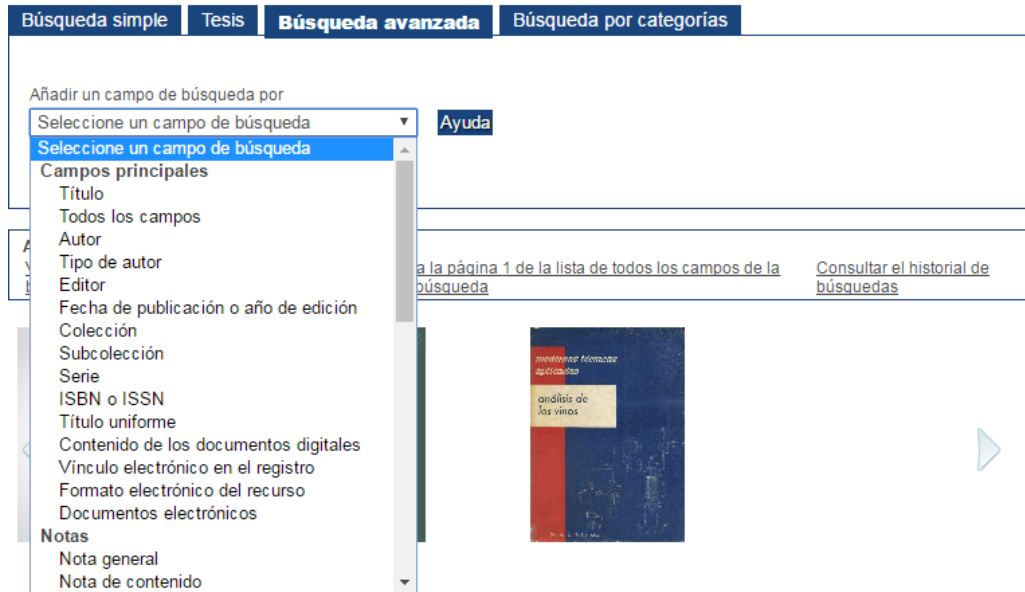 Búsqueda simple
Tesis
Búsqueda avanzada
Búsqueda por categorías
Añadir un campo de búsqueda por
Seleccione un campo de búsqueda
Ayuda
Seleccione un campo de búsqueda
Campos principales
Título
Todos los campos
Autor
Tipo de autor
Editor
Fecha de publicación o año de edición
Colección
Subcolección
Serie
ISBN o ISSN
Título uniforme
Contenido de los documentos digitales
Vínculo electrónico en el registro
Formato electrónico del recurso
Documentos electrónicos
Notas
Nota general
Nota de contenido
a la página 1 de la lista de todos los campos de la
búsqueda
Consultar el historial de
búsquedas
modernas técnicas
aplicadas
análisis de
los vinos